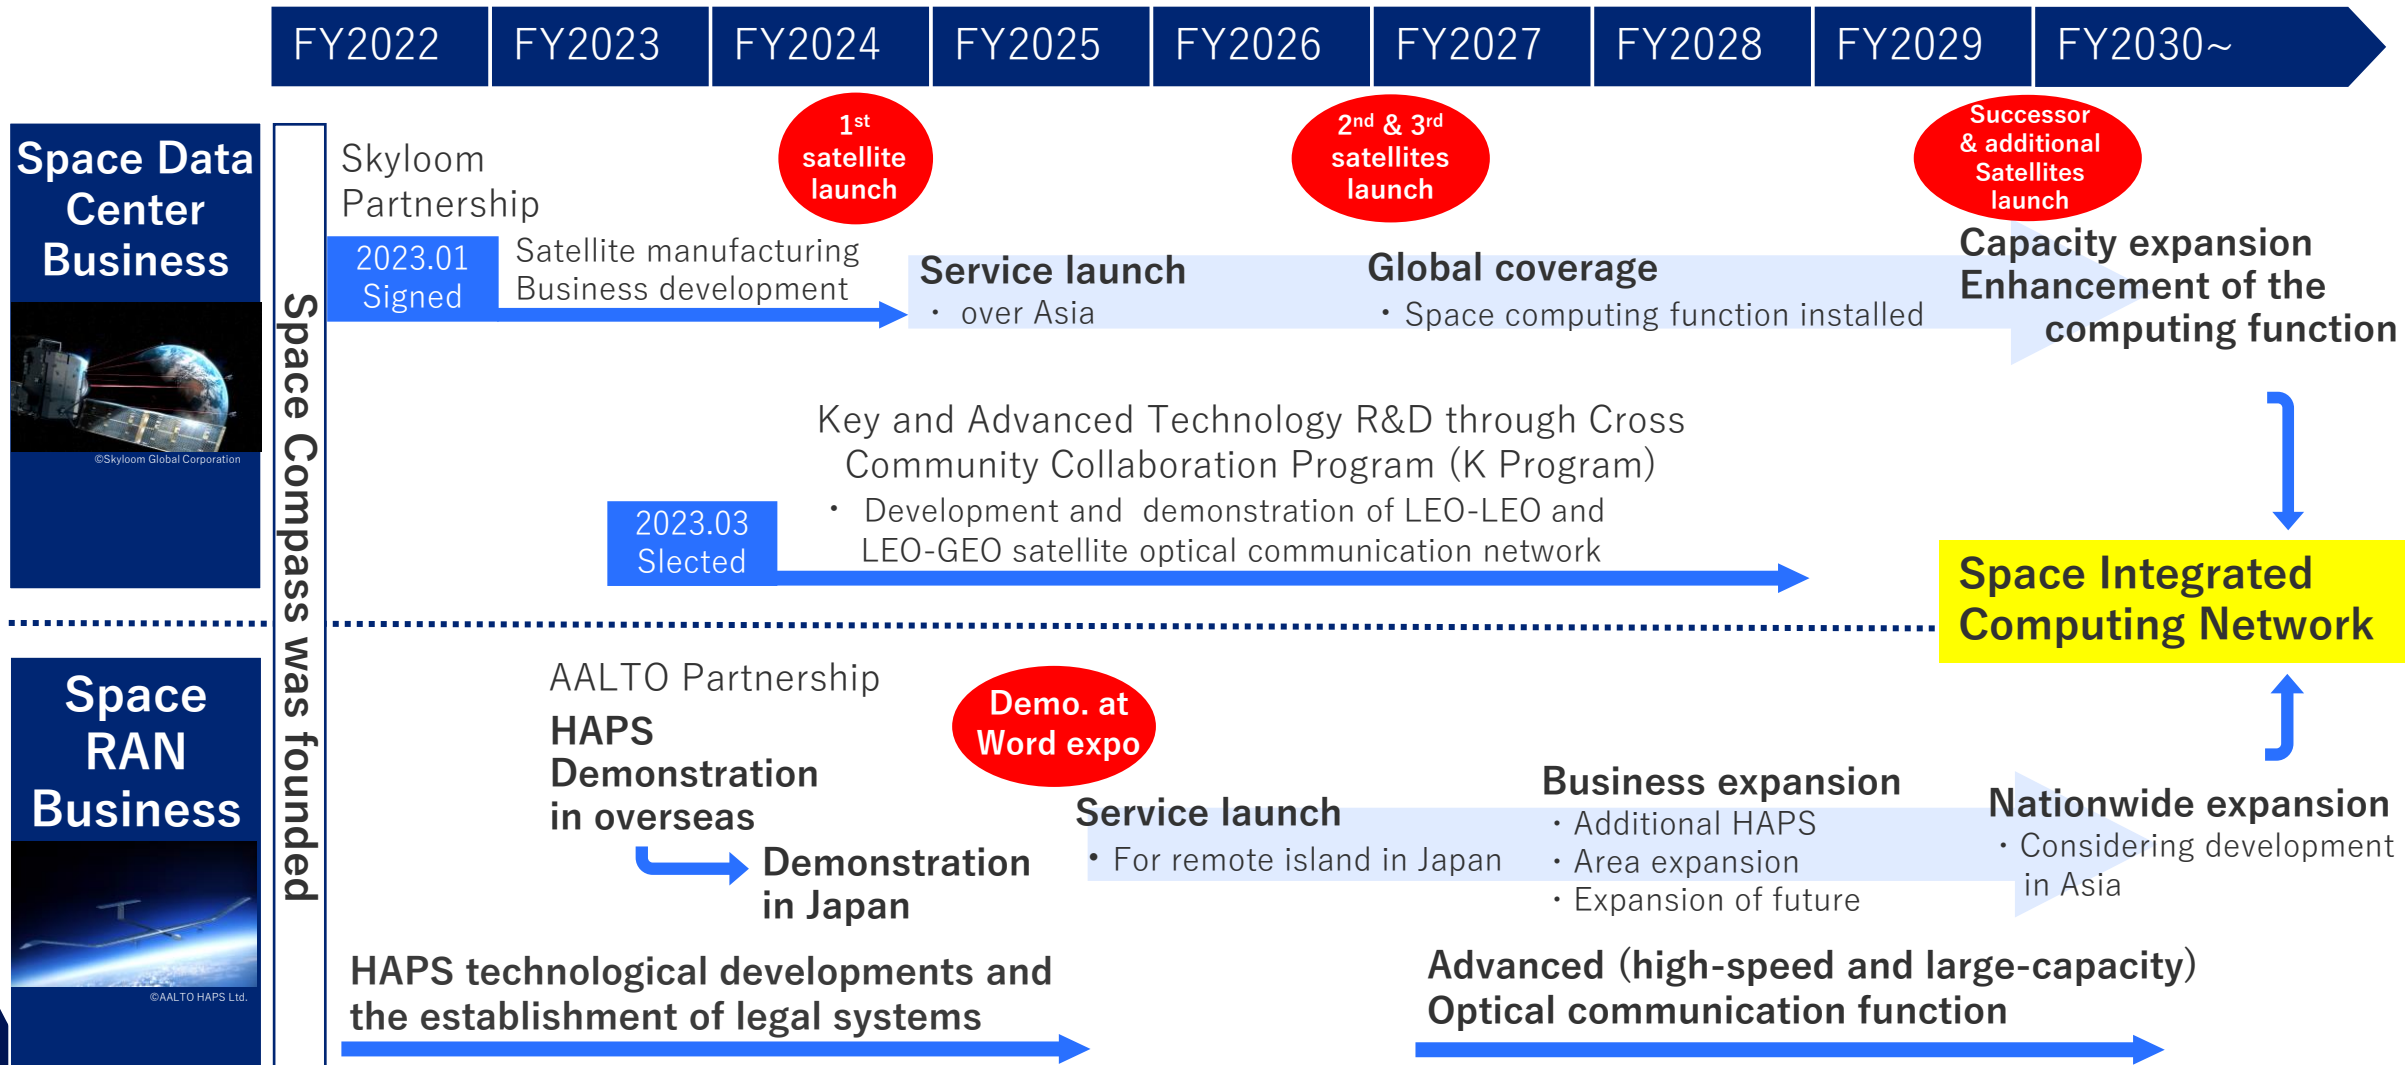 FY2022
FY2023
FY2024
FY2025
FY2026
FY2027
FY2028
FY2029
FY2030~
Space Data
Center
Business
©Skyloom Global Corporation
Space Compass was founded
Skyloom
Partnership
2023.01
Signed
Satellite manufacturing
Business development
1st
satellite
launch
Service launch
・ over Asia
2nd & 3rd
satellites
launch
Global coverage
・Space computing function installed
Successor
& additional
Satellites
launch
Capacity expansion
Enhancement of the
computing function
Key and Advanced Technology R&D through Cross
Community Collaboration Program (K Program)
・ Development and demonstration of LEO-LEO and
LEO-GEO satellite optical communication network
2023.03
Slected
Space Integrated
Computing Network
Space
RAN
Business
©AALTO HAPS Ltd.
AALTO Partnership
HAPS
Demonstration
in overseas
Demonstration
in Japan
Demo. at
Word expo
Service launch
• For remote island in Japan
Business expansion
・Additional HAPS
・Area expansion
・Expansion of future
Nationwide expansion
・Considering development
in Asia
HAPS technological developments and
the establishment of legal systems
Advanced (high-speed and large-capacity)
Optical communication function